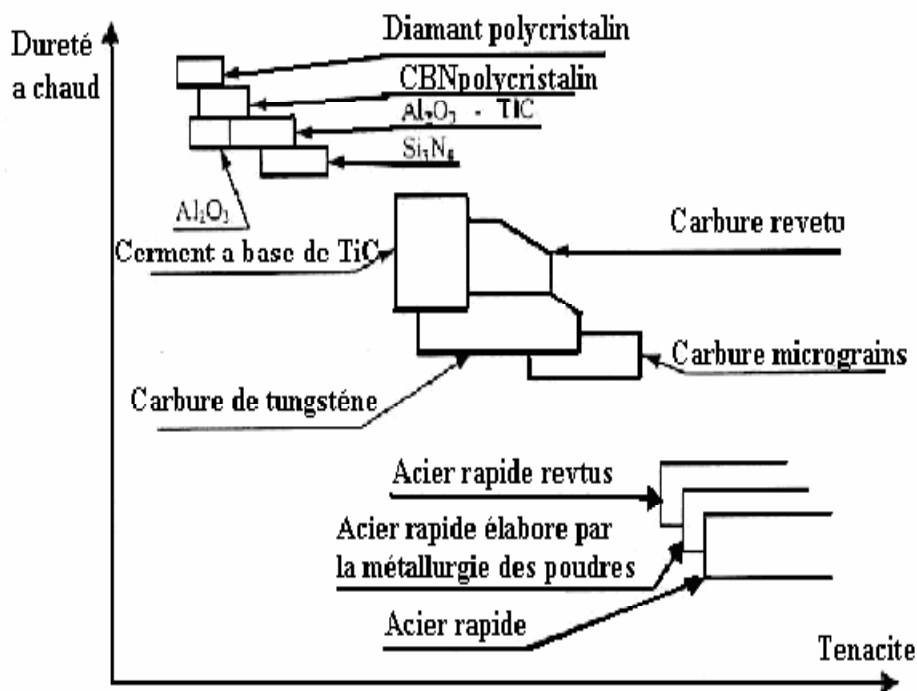 Dureté
a chaud
Diamant polycristalin
CBNpolycristalin
Al₂O₃ - TiC
Si₃N₄
Al₂O₃
Cerment a base de TiC
Carbure revetu
Carbure micrograins
Carbure de tungsténe
Acier rapide revtus
Acier rapide élabore par
la métallurgie des poudres
Acier rapide
Tenacite